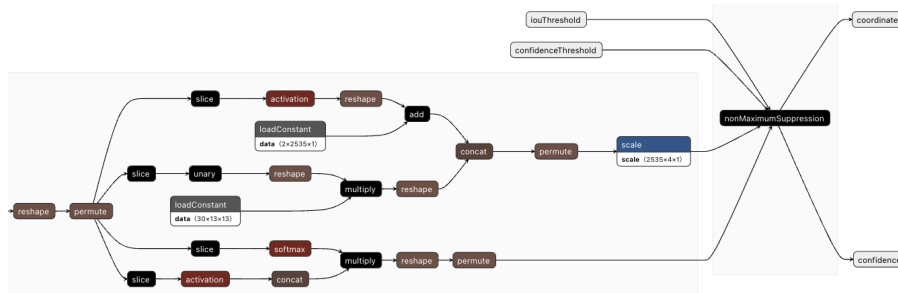 iouThreshold
coordinate
confidenceThreshold
slice
activation
reshape
add
nonMaximumSuppression
loadConstant
data ⟨2×2535×1⟩
scale
scale ⟨2535×4×1⟩
concat
permute
slice
unary
reshape
multiply
reshape
loadConstant
data ⟨30×13×13⟩
reshape
permute
slice
softmax
multiply
reshape
permute
confidence
slice
activation
concat